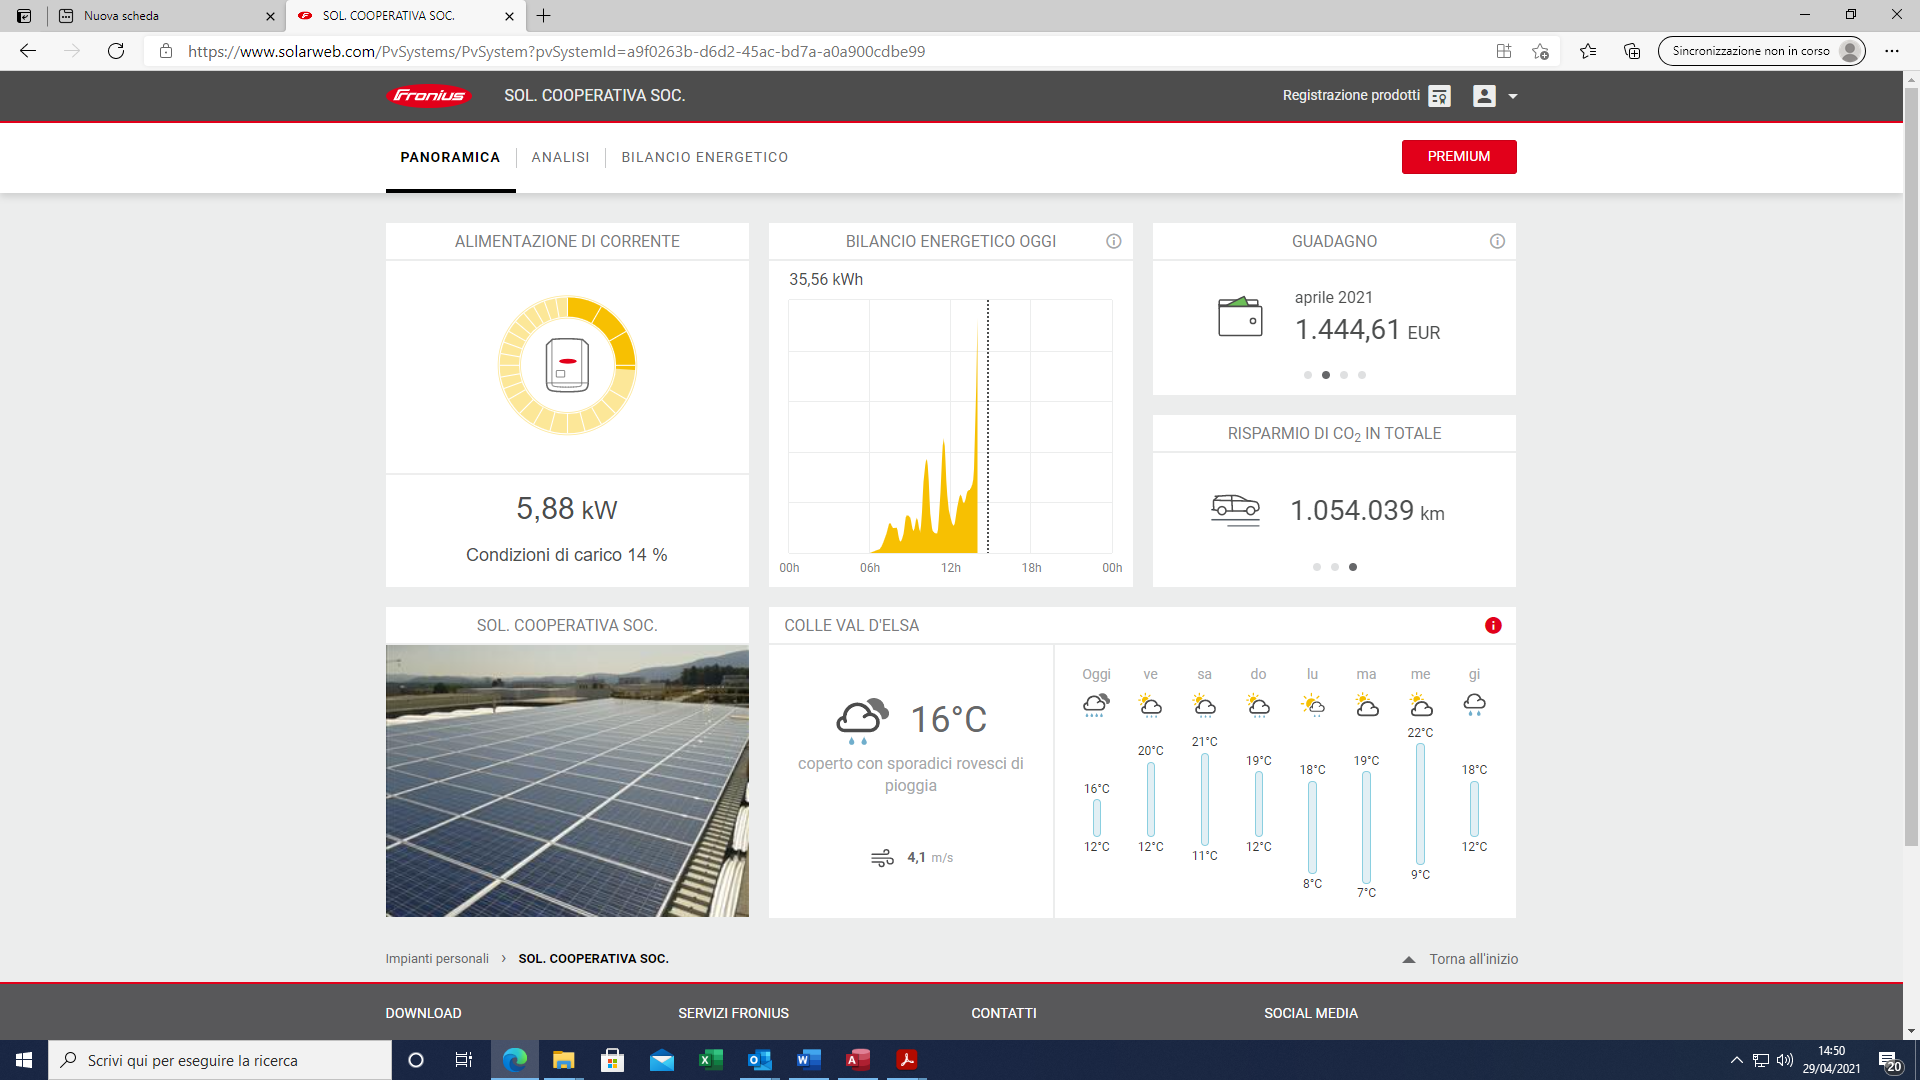 Nuova scheda
SOL. COOPERATIVA SOC.
https://www.solarweb.com/PvSystems/PvSystem?pvSystemId=a9f0263b-d6d2-45ac-bd7a-a0a900cdbe99
Sincronizzazione non in corso
Fronius
SOL. COOPERATIVA SOC.
Registrazione prodotti
PANORAMICA
ANALISI
BILANCIO ENERGETICO
PREMIUM
ALIMENTAZIONE DI CORRENTE
5,88 kW
Condizioni di carico 14 %
BILANCIO ENERGETICO OGGI
35,56 kWh
00h 06h 12h 18h 00h
GUADAGNO
aprile 2021
1.444,61 EUR
RISPARMIO DI CO2 IN TOTALE
1.054.039 km
SOL. COOPERATIVA SOC.
COLLE VAL D'ELSA
16°C
coperto con sporadici rovesci di
pioggia
4,1 m/s
Oggi ve sa do lu ma me gi
16°C 20°C 21°C 19°C 18°C 19°C 22°C 18°C
12°C 12°C 11°C 12°C 8°C 7°C 9°C 12°C
Impianti personali › SOL. COOPERATIVA SOC.
Torna all'inizio
DOWNLOAD
SERVIZI FRONIUS
CONTATTI
SOCIAL MEDIA
Scrivi qui per eseguire la ricerca
14:50
29/04/2021
20